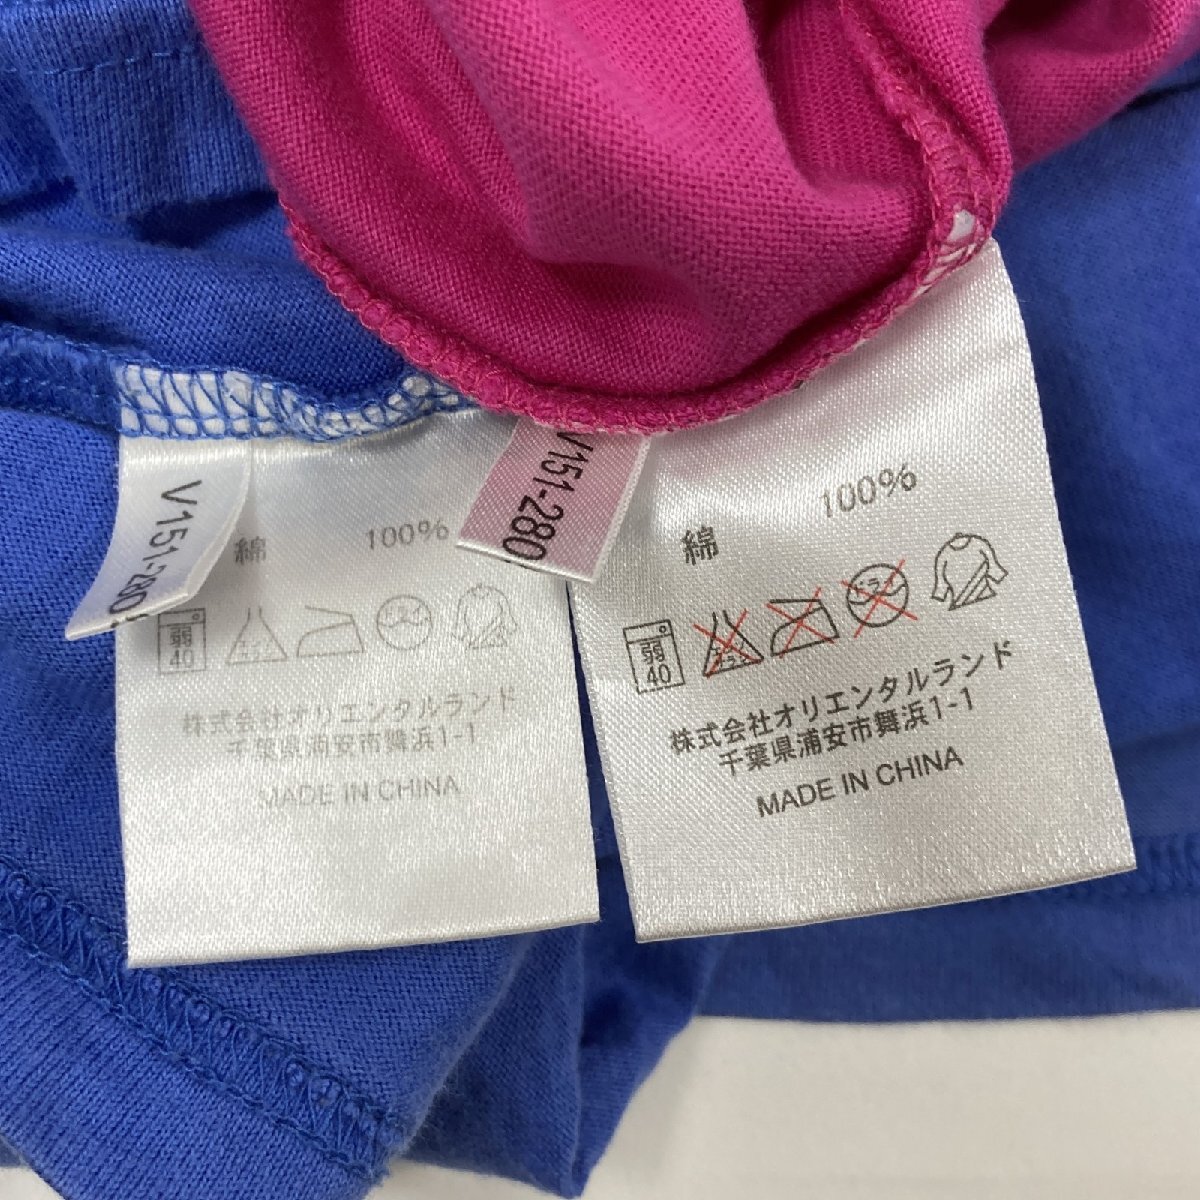 V151-280
綿 100%
弱
40
株式会社オリエンタルランド
千葉県浦安市舞浜1-1
MADE IN CHINA
V151-280
綿 100%
弱
40
ドライ
株式会社オリエンタルランド
千葉県浦安市舞浜1-1
MADE IN CHINA